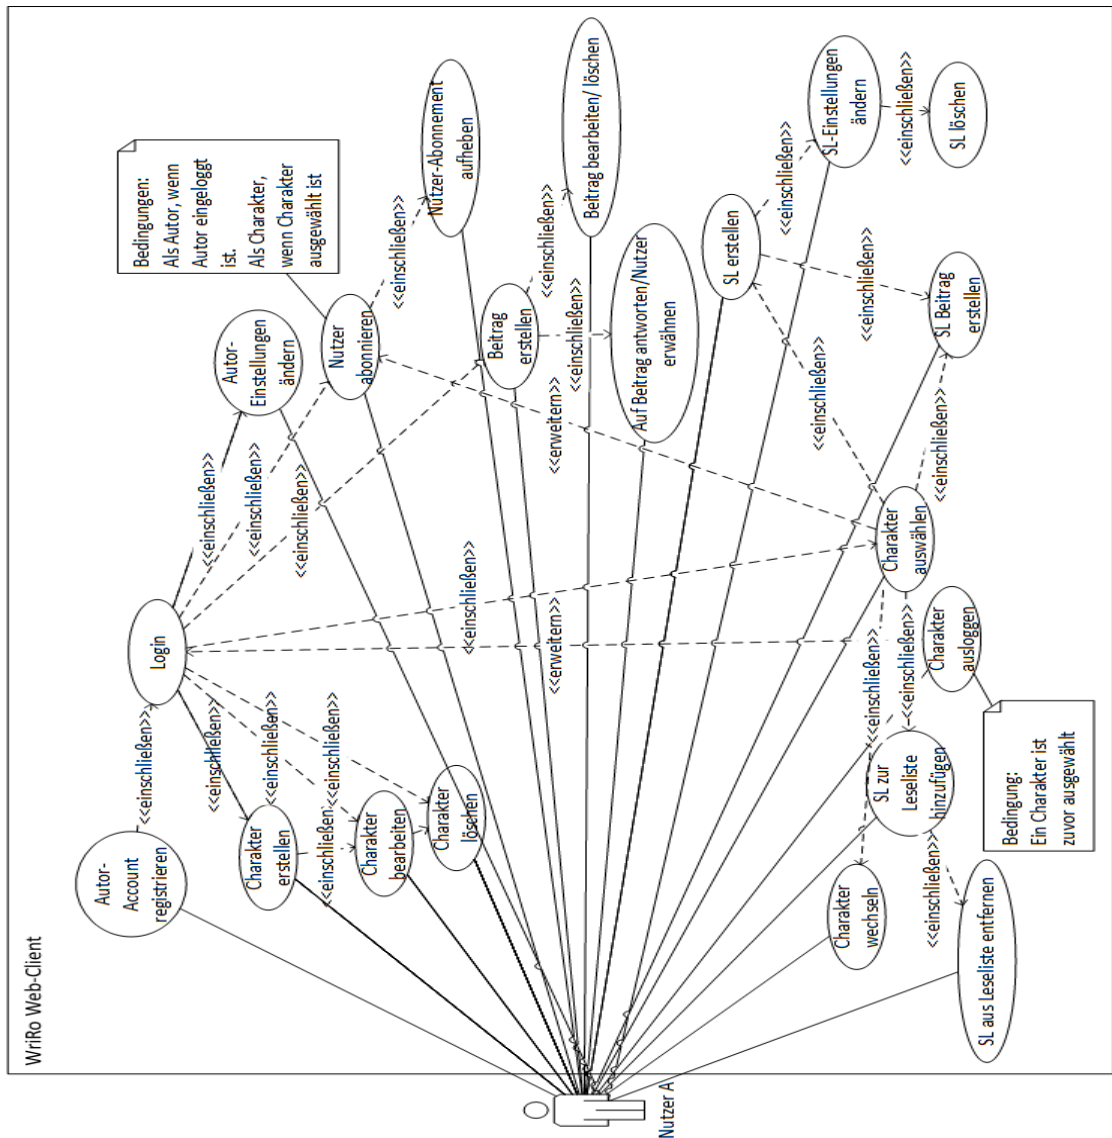 WriRo Web-Client
Nutzer A
Autor-
Account
registrieren
<<einschließen>>
Login
<<einschließen>>
<<einschließen>>
<<einschließen>>
<<einschließen>>
<<einschließen>>
<<einschließen>>
Charakter
erstellen
<<einschließen>>
Charakter
bearbeiten
Charakter
löschen
Autor-
Einstellungen
ändern
Bedingungen:
Als Autor, wenn
Autor eingeloggt
ist.
Als Charakter,
wenn Charakter
ausgewählt ist
Nutzer
abonnieren
<<einschließen>>
Nutzer-Abonnement
aufheben
Beitrag
erstellen
<<einschließen>>
<<einschließen>>
Beitrag bearbeiten/ löschen
Auf Beitrag antworten/Nutzer
erwähnen
<<einschließen>>
<<erweitern>>
<<erweitern>>
SL erstellen
<<einschließen>>
SL-Einstellungen
ändern
<<einschließen>>
SL löschen
<<einschließen>>
SL Beitrag
erstellen
<<einschließen>>
<<einschließen>>
Charakter
auswählen
<<einschließen>>
<<einschließen>>
Charakter
ausloggen
SL zur
Leseliste
hinzufügen
Charakter
wechseln
<<einschließen>>
SL aus Leseliste entfernen
Bedingung:
Ein Charakter ist
zuvor ausgewählt